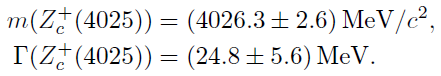 m(Z_c^+(4025)) = (4026.3 ± 2.6) MeV/c^2,
Γ(Z_c^+(4025)) = (24.8 ± 5.6) MeV.